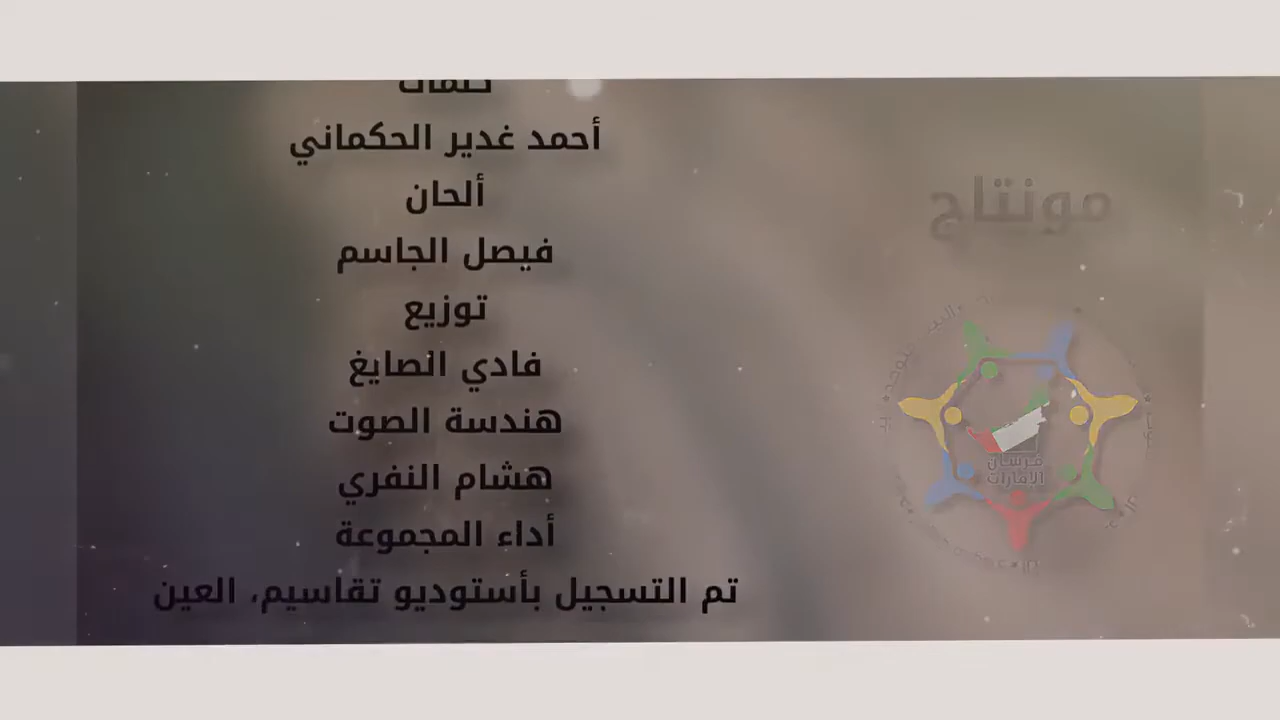 كلمات
أحمد غدير الحكماني
ألحان
فيصل الجاسم
توزيع
فادي الصايغ
هندسة الصوت
هشام النفري
أداء المجموعة
تم التسجيل بأستوديو تقاسيم، العين
مونتاج
فرسان
الإمارات